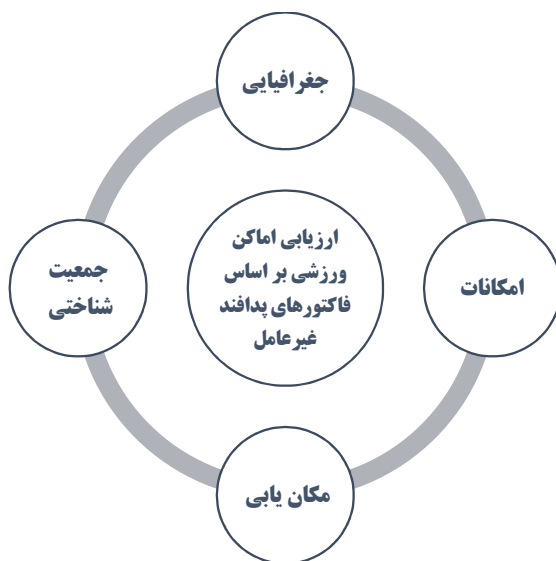 جغرافیایی
ارزیابی اماکن
ورزشی بر اساس
فاکتورهای پدافند
غیرعامل
امکانات
جمعیت
شناختی
مکان یابی